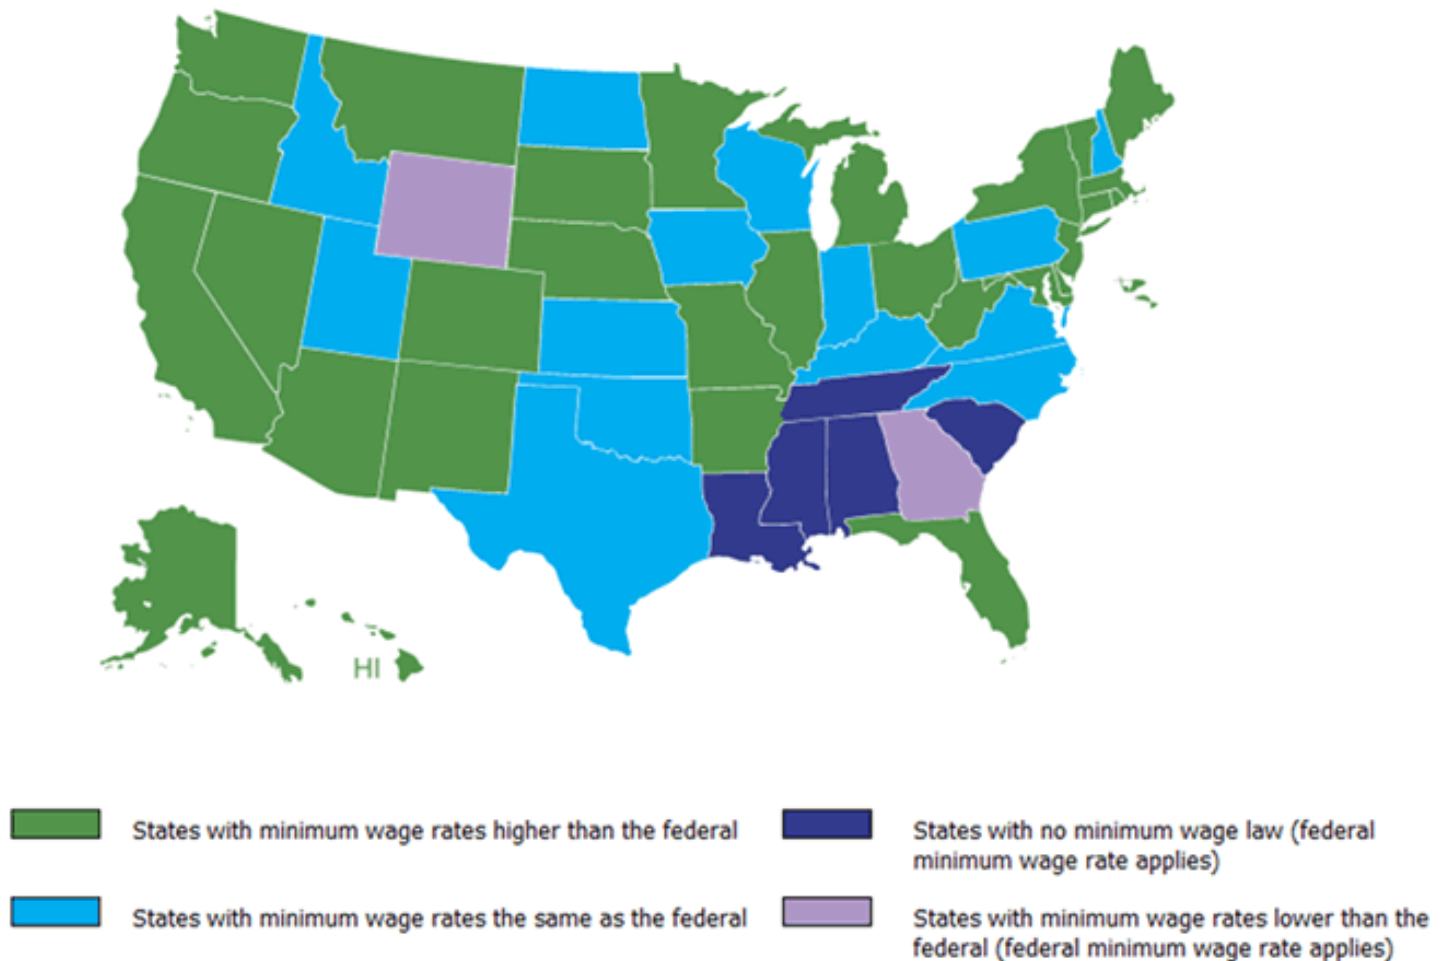 HI
States with minimum wage rates higher than the federal
States with no minimum wage law (federal
minimum wage rate applies)
States with minimum wage rates the same as the federal
States with minimum wage rates lower than the
federal (federal minimum wage rate applies)